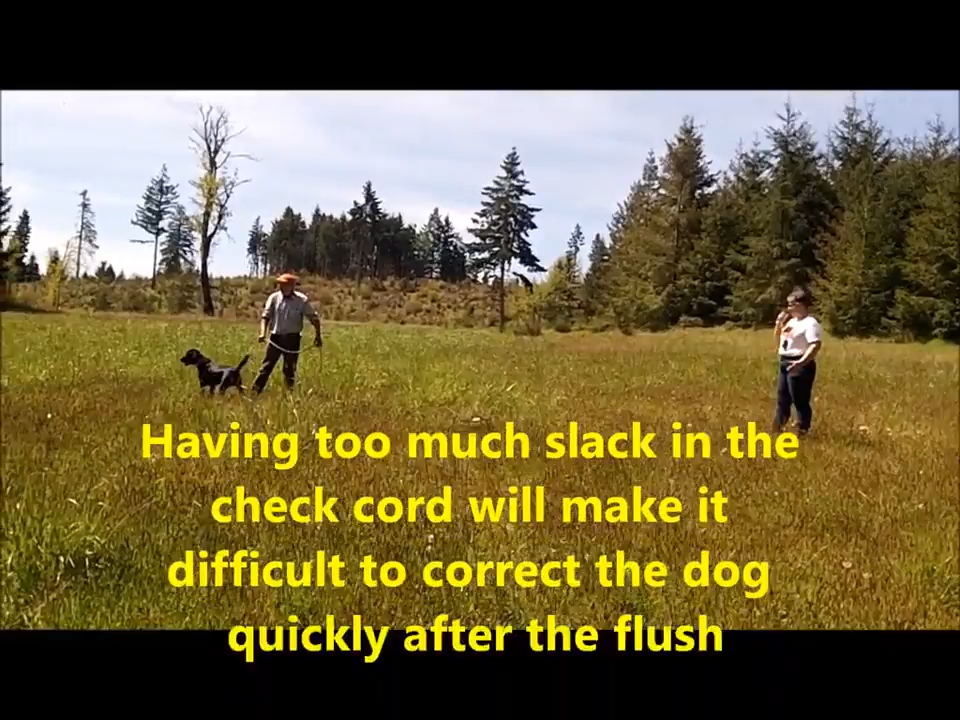 Having too much slack in the
check cord will make it
difficult to correct the dog
quickly after the flush